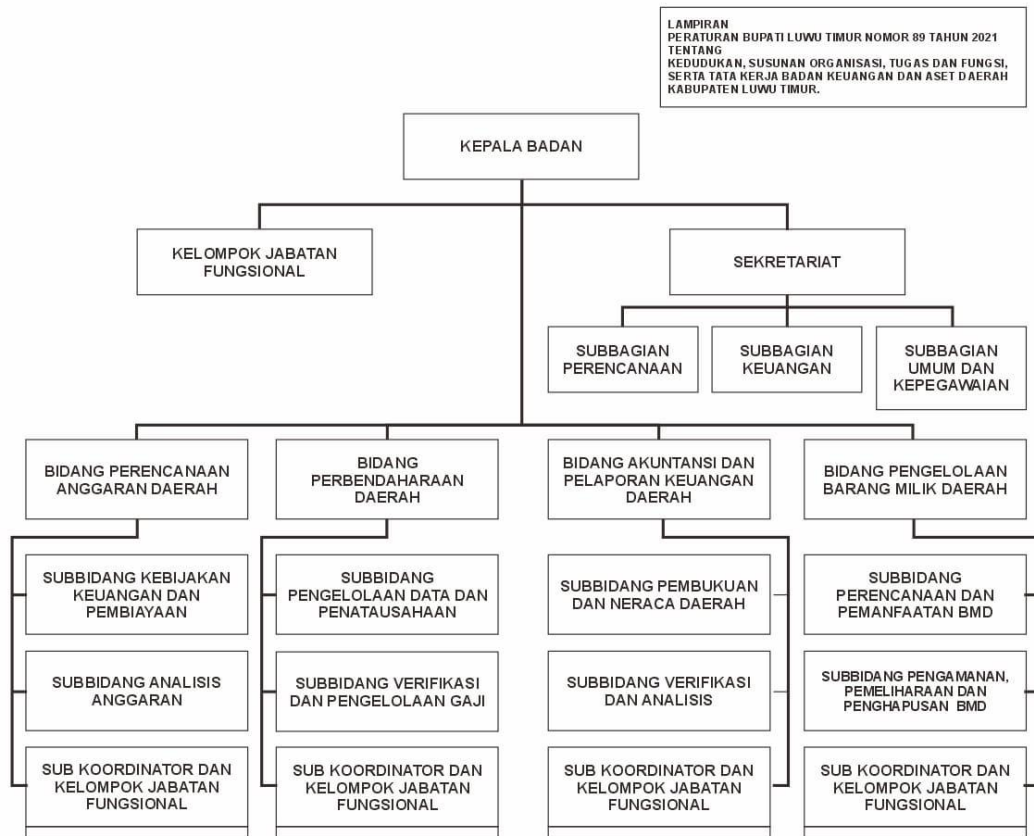 LAMPIRAN
PERATURAN BUPATI LUWU TIMUR NOMOR 89 TAHUN 2021
TENTANG
KEDUDUKAN, SUSUNAN ORGANISASI, TUGAS DAN FUNGSI,
SERTA TATA KERJA BADAN KEUANGAN DAN ASET DAERAH
KABUPATEN LUWU TIMUR.
KEPALA BADAN
KELOMPOK JABATAN
FUNGSIONAL
SEKRETARIAT
SUBBAGIAN
PERENCANAAN
SUBBAGIAN
KEUANGAN
SUBBAGIAN
UMUM DAN
KEPEGAWAIAN
BIDANG PERENCANAAN
ANGGARAN DAERAH
BIDANG
PERBENDAHARAAN
DAERAH
BIDANG AKUNTANSI DAN
PELAPORAN KEUANGAN
DAERAH
BIDANG PENGELOLAAN
BARANG MILIK DAERAH
SUBBIDANG KEBIJAKAN
KEUANGAN DAN
PEMBIAYAAN
SUBBIDANG
PENGELOLAAN DATA DAN
PENATAUSAHAAN
SUBBIDANG PEMBUKUAN
DAN NERACA DAERAH
SUBBIDANG
PERENCANAAN DAN
PEMANFAATAN BMD
SUBBIDANG ANALISIS
ANGGARAN
SUBBIDANG VERIFIKASI
DAN PENGELOLAAN GAJI
SUBBIDANG VERIFIKASI
DAN ANALISIS
SUBBIDANG PENGAMANAN,
PEMELIHARAAN DAN
PENGHAPUSAN BMD
SUB KOORDINATOR DAN
KELOMPOK JABATAN
FUNGSIONAL
SUB KOORDINATOR DAN
KELOMPOK JABATAN
FUNGSIONAL
SUB KOORDINATOR DAN
KELOMPOK JABATAN
FUNGSIONAL
SUB KOORDINATOR DAN
KELOMPOK JABATAN
FUNGSIONAL